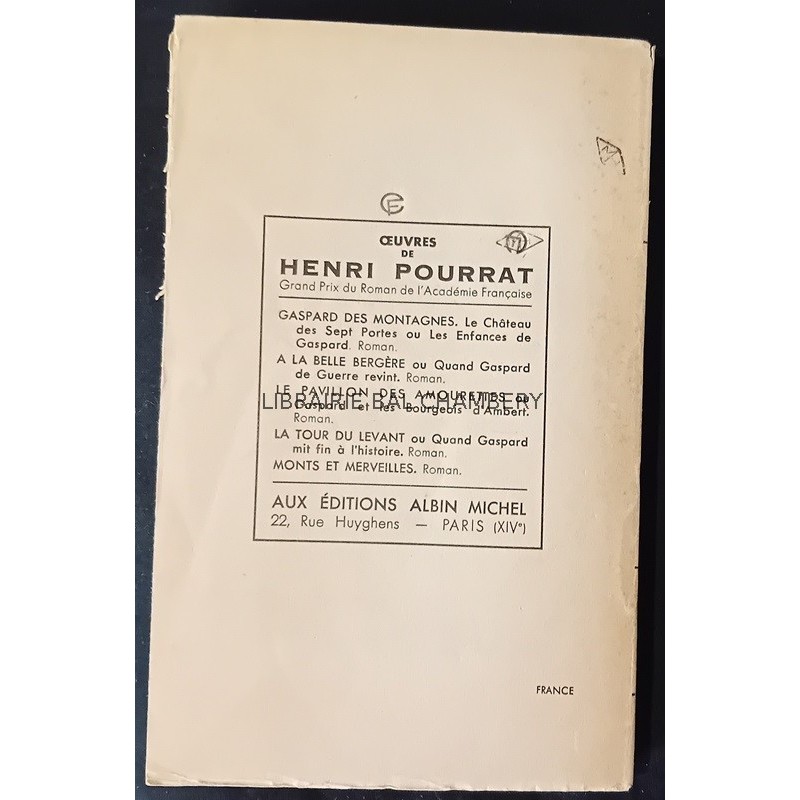 ŒUVRES
DE
HENRI POURRAT
Grand Prix du Roman de l'Académie Française
GASPARD DES MONTAGNES. Le Château
des Sept Portes ou Les Enfances de
Gaspard. Roman.
A LA BELLE BERGÈRE ou Quand Gaspard
de Guerre revint. Roman.
LE PAVILLON DES AMOURETTES ou
LIBRAIRIE BAL CHAMBERY
Gaspard et les Bourgeois d'Ambert.
Roman.
LA TOUR DU LEVANT ou Quand Gaspard
mit fin à l'histoire. Roman.
MONTS ET MERVEILLES. Roman.
AUX ÉDITIONS ALBIN MICHEL
22, Rue Huyghens — PARIS (XIVe)
FRANCE